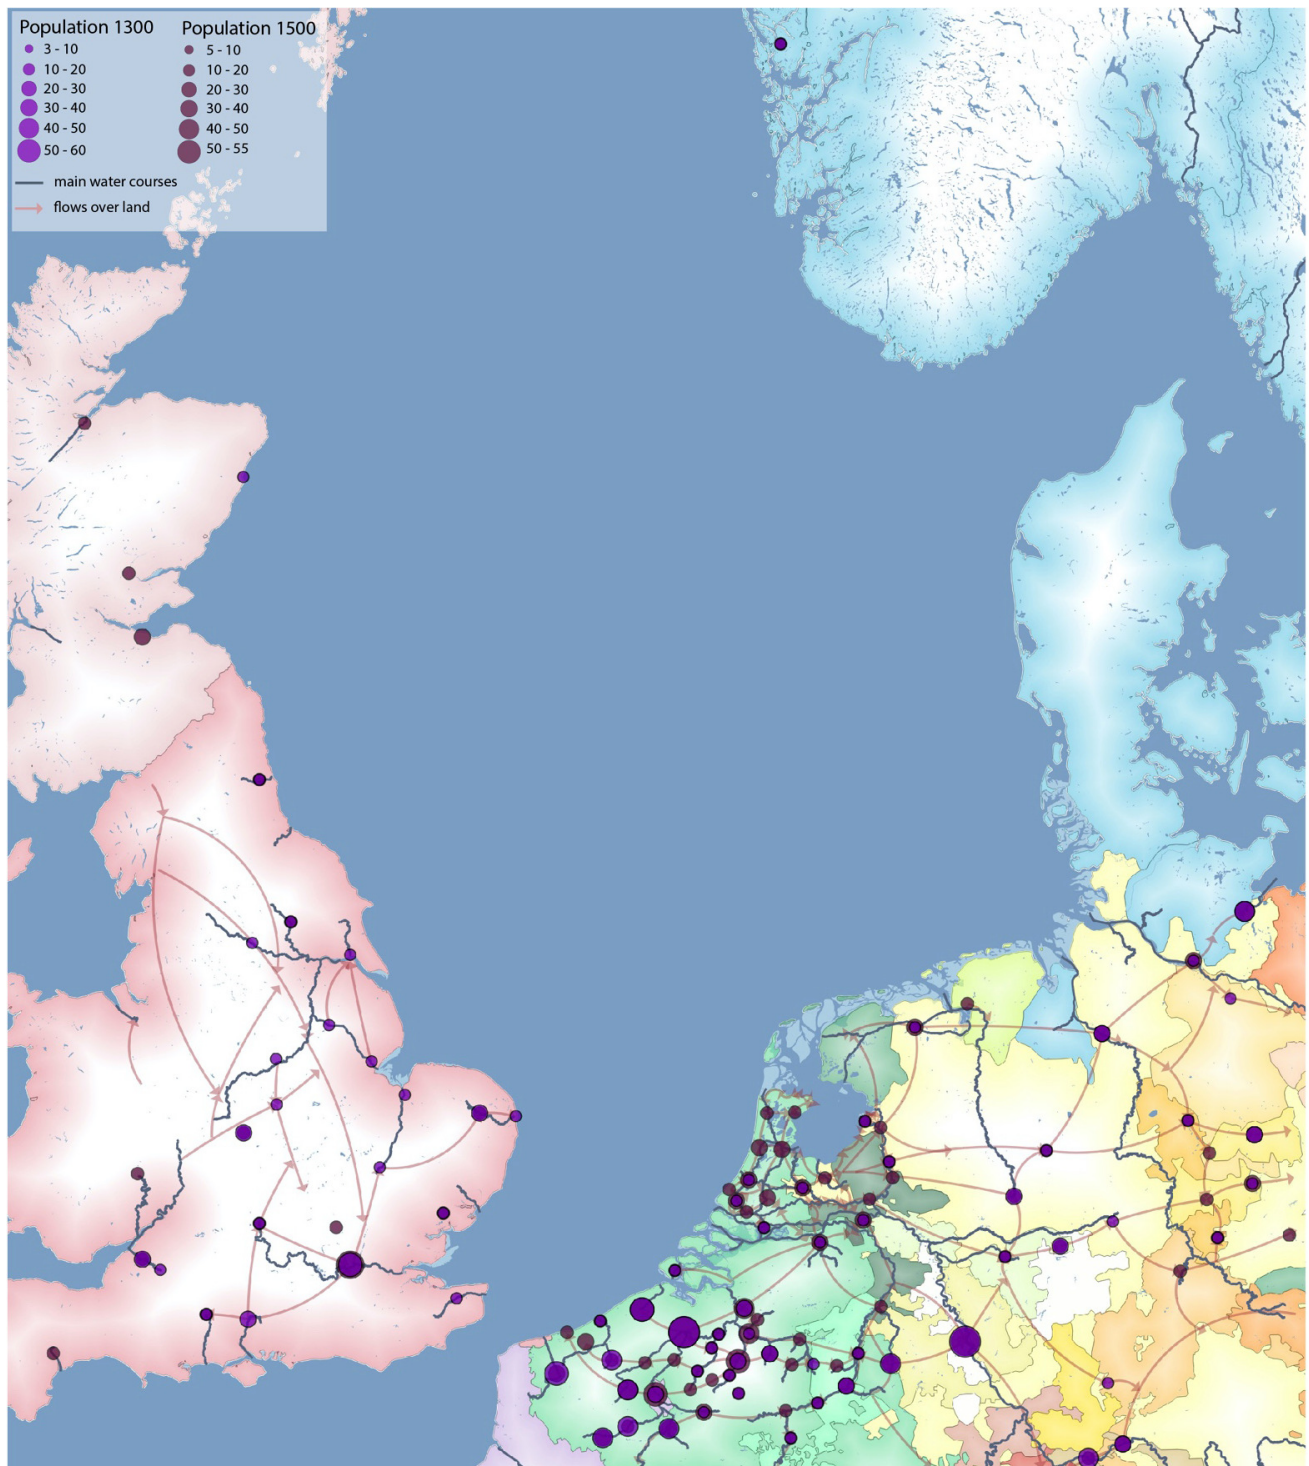 Population 1300
3 - 10
10 - 20
20 - 30
30 - 40
40 - 50
50 - 60
Population 1500
5 - 10
10 - 20
20 - 30
30 - 40
40 - 50
50 - 55
main water courses
flows over land